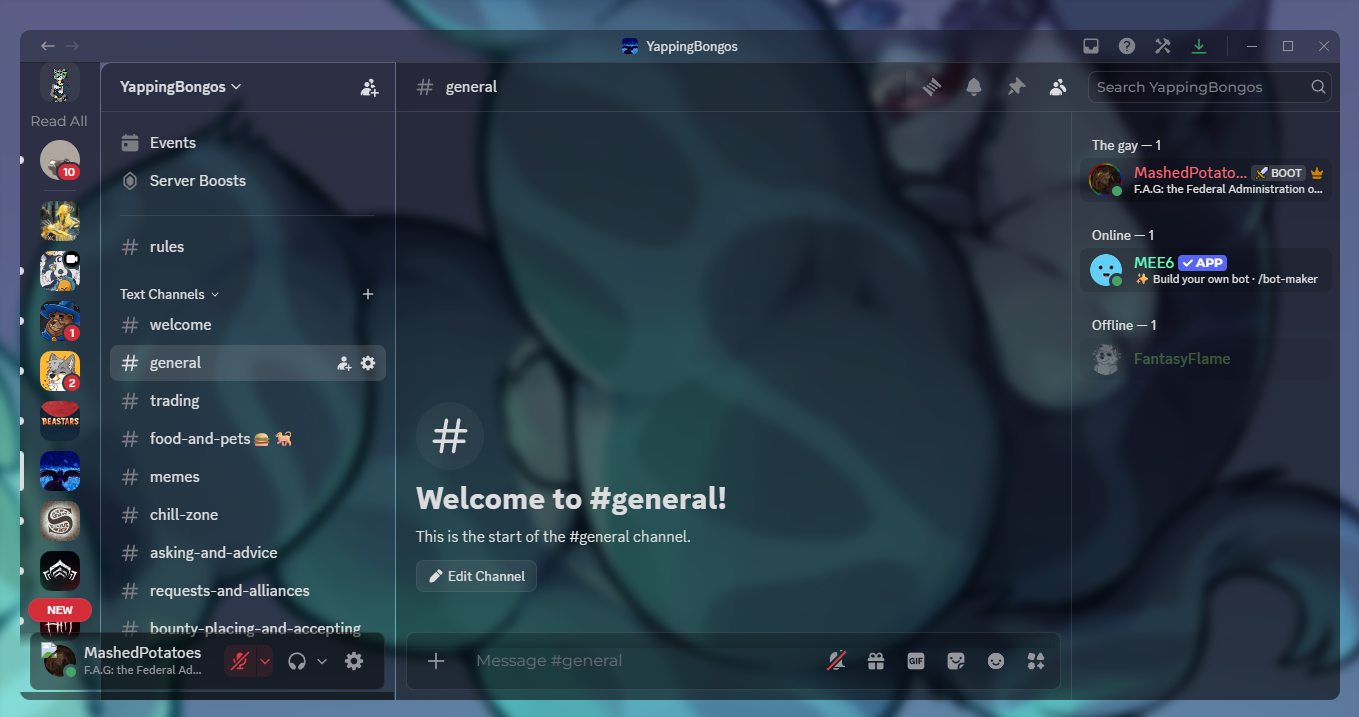 YappingBongos
Read All
10
1
2
BEASTARS
NEW
YappingBongos
Events
Server Boosts
rules
Text Channels
welcome
general
trading
food-and-pets🍔 🐕
memes
chill-zone
asking-and-advice
requests-and-alliances
bounty-placing-and-accepting
MashedPotatoes
F.A.G: the Federal Ad...
general
Search YappingBongos
Welcome to #general!
This is the start of the #general channel.
Edit Channel
Message #general
GIF
The gay — 1
MashedPotato... BOOT
F.A.G: the Federal Administration o...
Online — 1
MEE6 APP
✨ Build your own bot · /bot-maker
Offline — 1
FantasyFlame